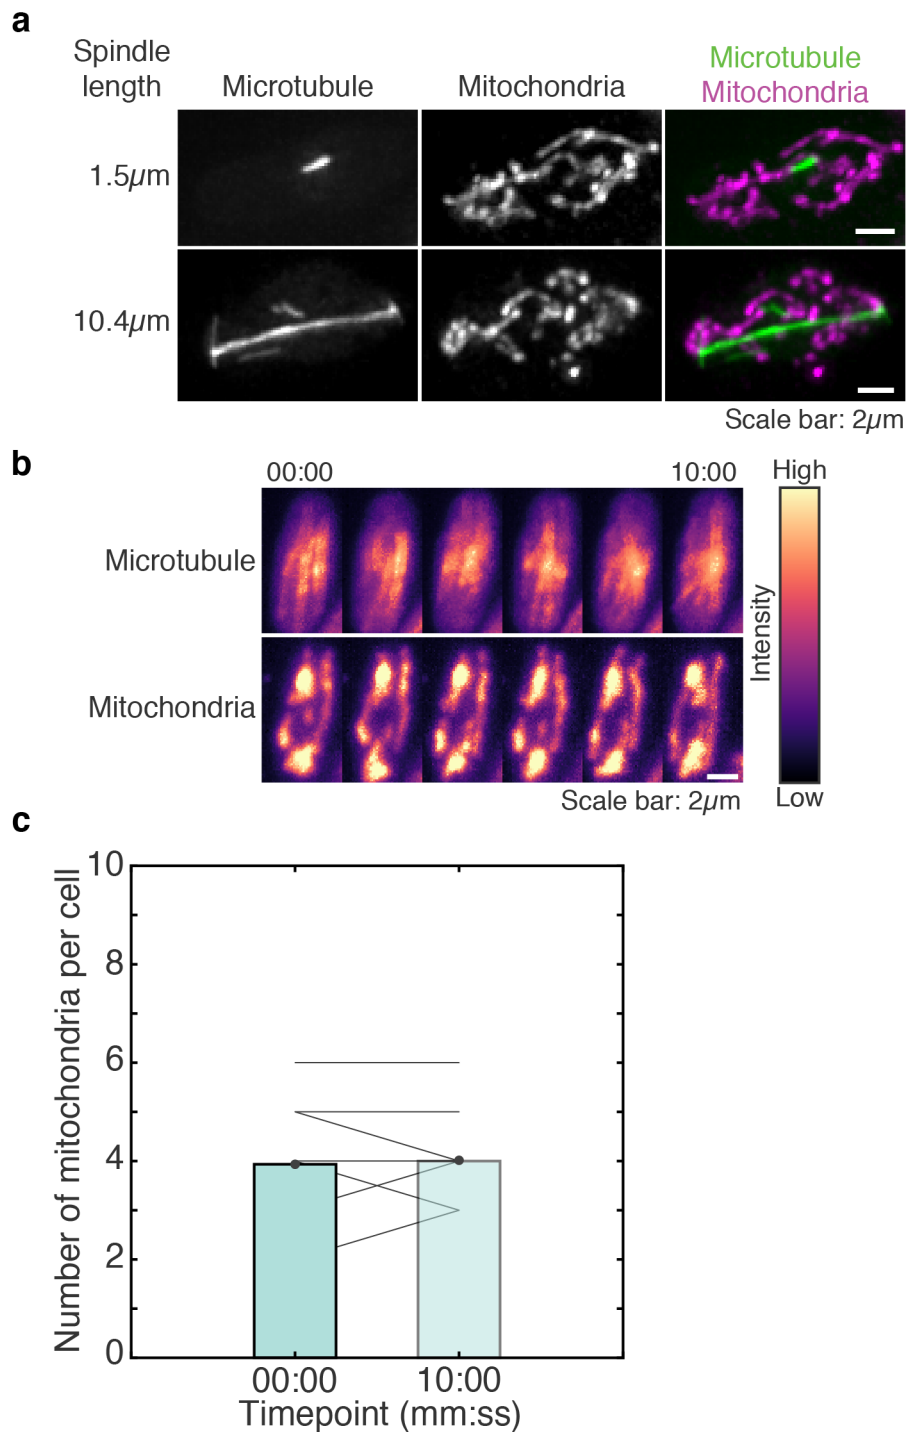 a
Spindle
length
Microtubule
Mitochondria
Microtubule
Mitochondria
1.5µm
10.4µm
Scale bar: 2µm
b
00:00
10:00
High
Microtubule
Mitochondria
Intensity
Low
Scale bar: 2µm
c
Number of mitochondria per cell
10
8
6
4
2
0
00:00
10:00
Timepoint (mm:ss)